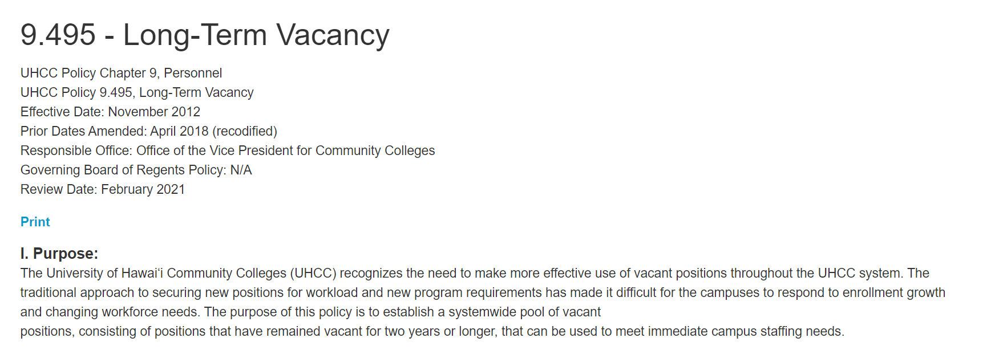 9.495 - Long-Term Vacancy
UHCC Policy Chapter 9, Personnel
UHCC Policy 9.495, Long-Term Vacancy
Effective Date: November 2012
Prior Dates Amended: April 2018 (recodified)
Responsible Office: Office of the Vice President for Community Colleges
Governing Board of Regents Policy: N/A
Review Date: February 2021
Print
I. Purpose:
The University of Hawaiʻi Community Colleges (UHCC) recognizes the need to make more effective use of vacant positions throughout the UHCC system. The
traditional approach to securing new positions for workload and new program requirements has made it difficult for the campuses to respond to enrollment growth
and changing workforce needs. The purpose of this policy is to establish a systemwide pool of vacant
positions, consisting of positions that have remained vacant for two years or longer, that can be used to meet immediate campus staffing needs.